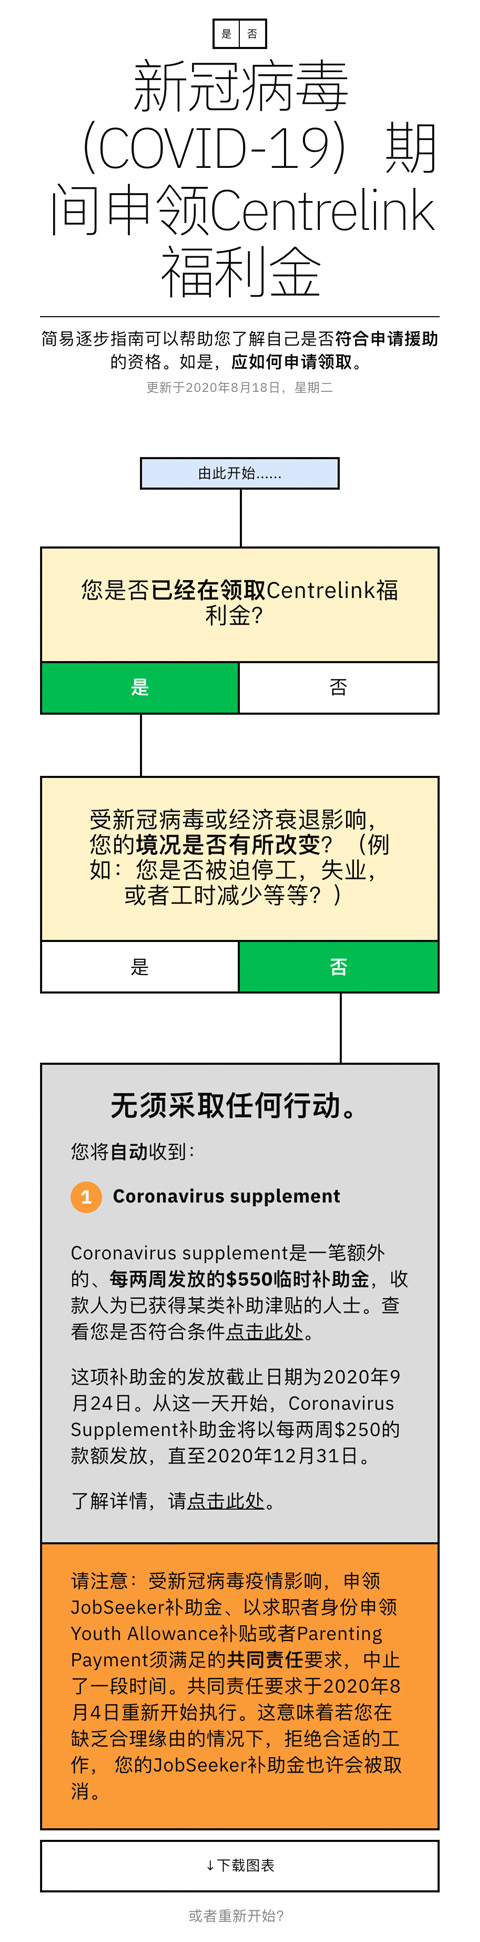 是 否
新冠病毒
（COVID-19）期
间申领Centrelink
福利金
简易逐步指南可以帮助您了解自己是否符合申请援助
的资格。如是，应如何申请领取。
更新于2020年8月18日，星期二
由此开始……
您是否已经在领取Centrelink福
利金？
是 否
受新冠病毒或经济衰退影响，
您的境况是否有所改变？（例
如：您是否被迫停工，失业，
或者工时减少等等？）
是 否
无须采取任何行动。
您将自动收到：
1 Coronavirus supplement
Coronavirus supplement是一笔额外
的、每两周发放的$550临时补助金，收
款人为已获得某类补助津贴的人士。查
看您是否符合条件点击此处。
这项补助金的发放截止日期为2020年9
月24日。从这一天开始，Coronavirus
Supplement补助金将以每两周$250的
款额发放，直至2020年12月31日。
了解详情，请点击此处。
请注意：受新冠病毒疫情影响，申领
JobSeeker补助金、以求职者身份申领
Youth Allowance补贴或者Parenting
Payment须满足的共同责任要求，中止
了一段时间。共同责任要求于2020年8
月4日重新开始执行。这意味着若您在
缺乏合理缘由的情况下，拒绝合适的工
作， 您的JobSeeker补助金也许会被取
消。
↓下载图表
或者重新开始?